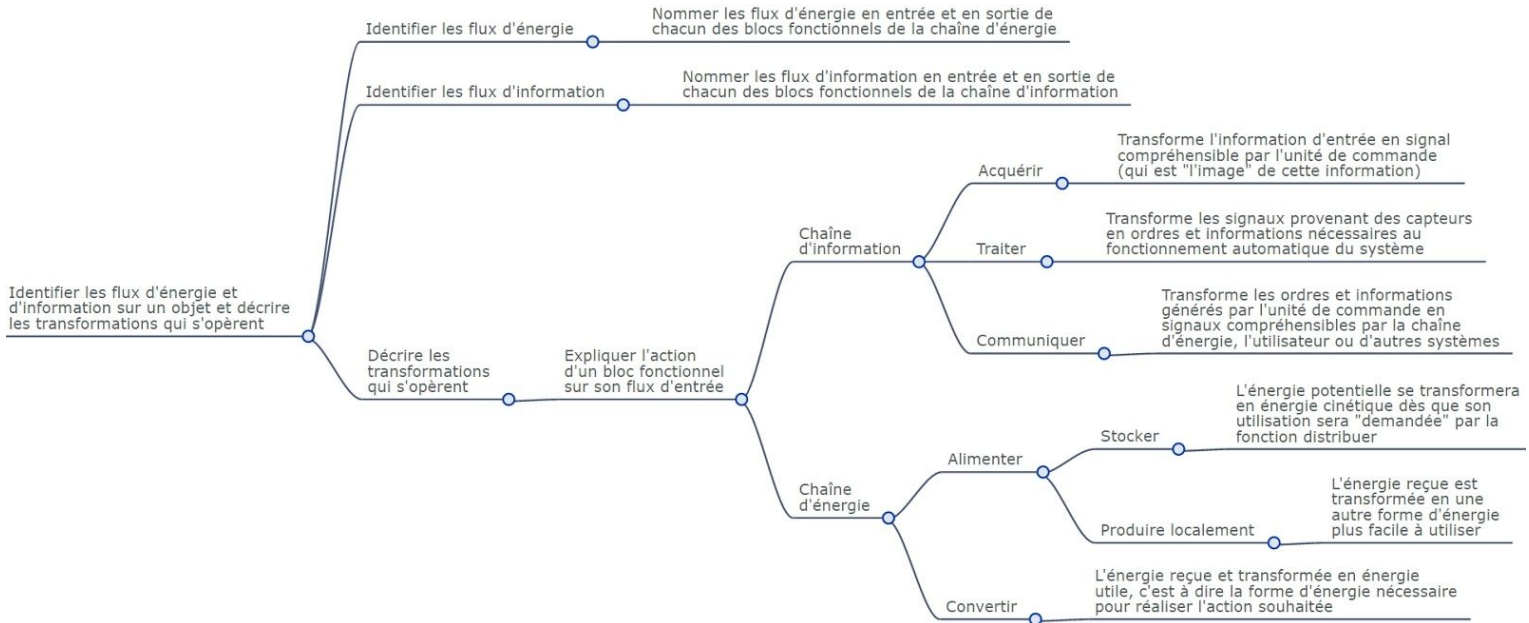 Identifier les flux d'énergie et
d'information sur un objet et décrire
les transformations qui s'opèrent
Identifier les flux d'énergie
Nommer les flux d'énergie en entrée et en sortie de
chacun des blocs fonctionnels de la chaîne d'énergie
Identifier les flux d'information
Nommer les flux d'information en entrée et en sortie de
chacun des blocs fonctionnels de la chaîne d'information
Décrire les
transformations
qui s'opèrent
Expliquer l'action
d'un bloc fonctionnel
sur son flux d'entrée
Chaîne
d'information
Acquérir
Transforme l'information d'entrée en signal
compréhensible par l'unité de commande
(qui est "l'image" de cette information)
Traiter
Transforme les signaux provenant des capteurs
en ordres et informations nécessaires au
fonctionnement automatique du système
Communiquer
Transforme les ordres et informations
générés par l'unité de commande en
signaux compréhensibles par la chaîne
d'énergie, l'utilisateur ou d'autres systèmes
Chaîne
d'énergie
Alimenter
Stocker
L'énergie potentielle se transformera
en énergie cinétique dès que son
utilisation sera "demandée" par la
fonction distribuer
Produire localement
L'énergie reçue est
transformée en une
autre forme d'énergie
plus facile à utiliser
Convertir
L'énergie reçue et transformée en énergie
utile, c'est à dire la forme d'énergie nécessaire
pour réaliser l'action souhaitée